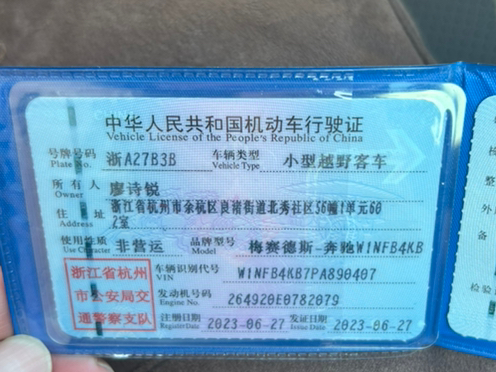 中华人民共和国机动车行驶证
Vehicle License of the People's Republic of China
号牌号码 浙A27B3B 车辆类型 小型越野客车
Plate No. Vehicle Type
所有人 廖诗锐
Owner
住址 浙江省杭州市余杭区良渚街道北秀社区56幢1单元60
Address 2室
使用性质 非营运 品牌型号 梅赛德斯-奔驰W1NFB4KB
Use Character Model
浙江省杭州
市公安局交
通警察支队
车辆识别代号 W1NFB4KB7PA890407
VIN
发动机号码 264920E0782079
Engine No.
注册日期 2023-06-27 发证日期 2023-06-27
Register Date Issue Date